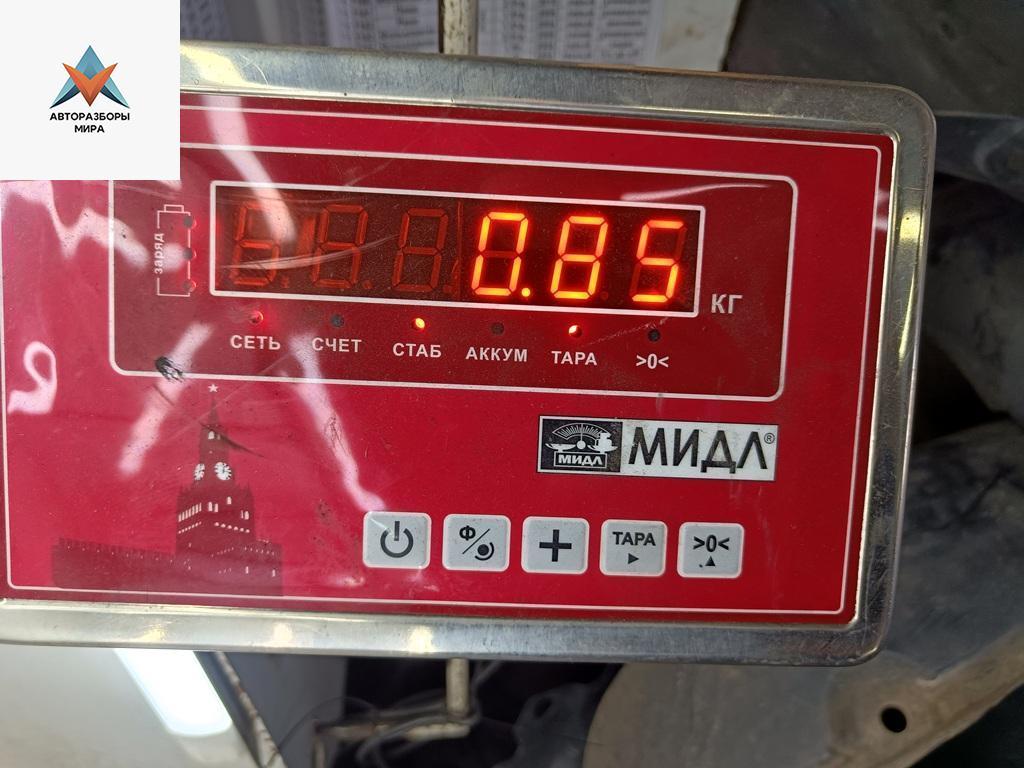 АВТОРАЗБОРЫ
МИРА
заряд
0.85
КГ
СЕТЬ СЧЕТ СТАБ АККУМ ТАРА >0<
МИДЛ МИДЛ®
Ф
ТАРА
>0<